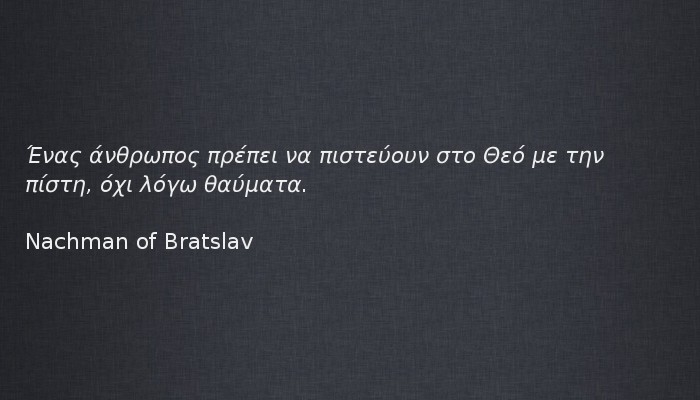 Ένας άνθρωπος πρέπει να πιστεύουν στο Θεό με την
πίστη, όχι λόγω θαύματα.
Nachman of Bratslav